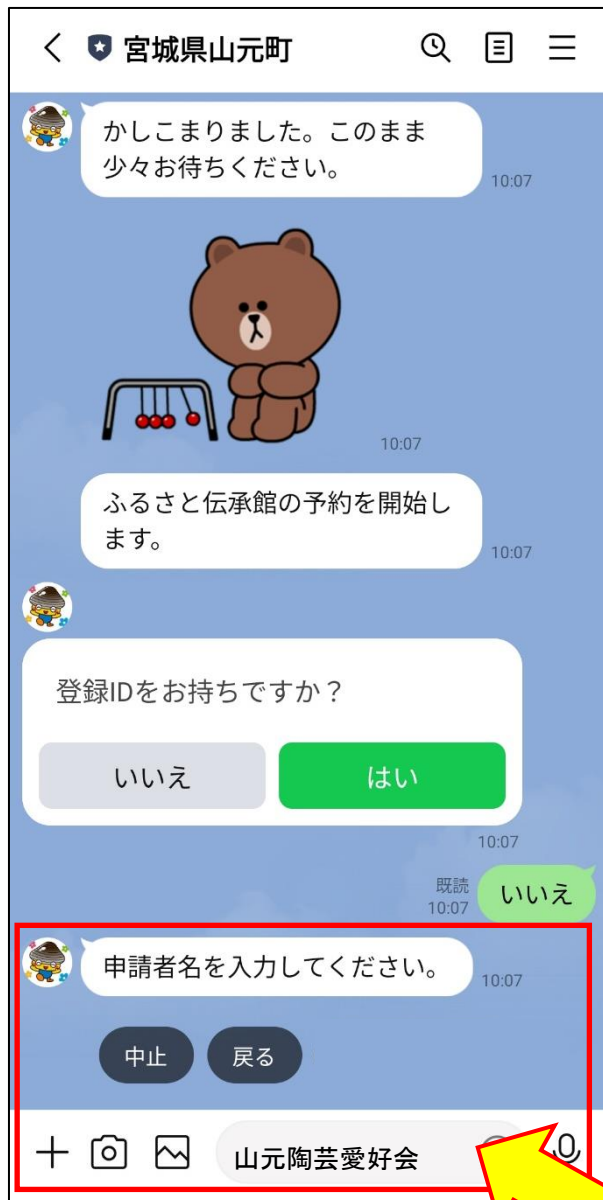 宮城県山元町
かしこまりました。このまま
少々お待ちください。
10:07
10:07
ふるさと伝承館の予約を開始し
ます。
10:07
登録IDをお持ちですか？
いいえ
はい
10:07
既読
10:07
いいえ
申請者名を入力してください。
10:07
中止
戻る
山元陶芸愛好会